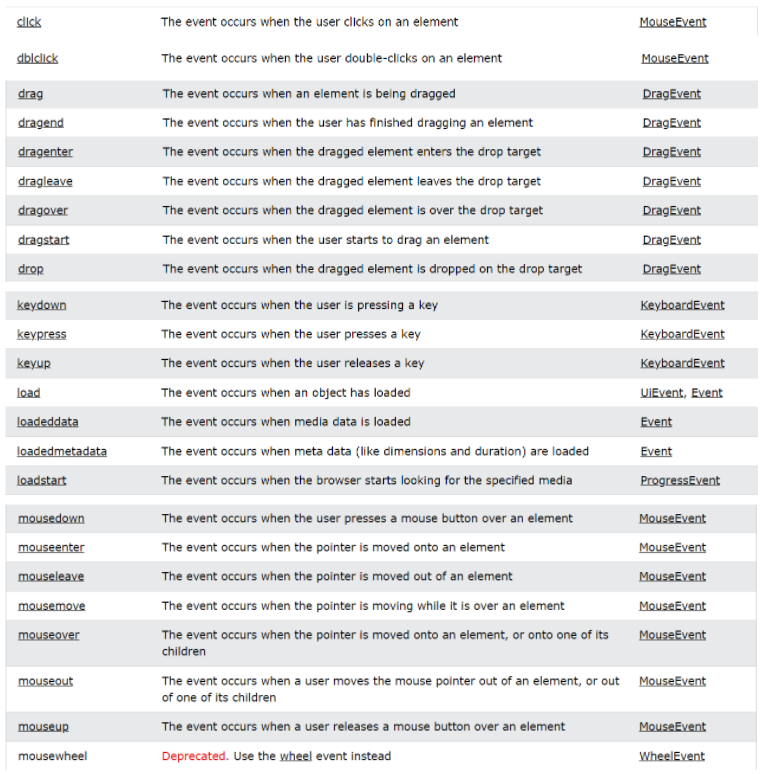 click The event occurs when the user clicks on an element MouseEvent
dblclick The event occurs when the user double-clicks on an element MouseEvent
drag The event occurs when an element is being dragged DragEvent
dragend The event occurs when the user has finished dragging an element DragEvent
dragenter The event occurs when the dragged element enters the drop target DragEvent
dragleave The event occurs when the dragged element leaves the drop target DragEvent
dragover The event occurs when the dragged element is over the drop target DragEvent
dragstart The event occurs when the user starts to drag an element DragEvent
drop The event occurs when the dragged element is dropped on the drop target DragEvent
keydown The event occurs when the user is pressing a key KeyboardEvent
keypress The event occurs when the user presses a key KeyboardEvent
keyup The event occurs when the user releases a key KeyboardEvent
load The event occurs when an object has loaded UiEvent, Event
loadeddata The event occurs when media data is loaded Event
loadedmetadata The event occurs when meta data (like dimensions and duration) are loaded Event
loadstart The event occurs when the browser starts looking for the specified media ProgressEvent
mousedown The event occurs when the user presses a mouse button over an element MouseEvent
mouseenter The event occurs when the pointer is moved onto an element MouseEvent
mouseleave The event occurs when the pointer is moved out of an element MouseEvent
mousemove The event occurs when the pointer is moving while it is over an element MouseEvent
mouseover The event occurs when the pointer is moved onto an element, or onto one of its MouseEvent
children
mouseout The event occurs when a user moves the mouse pointer out of an element, or out MouseEvent
of one of its children
mouseup The event occurs when a user releases a mouse button over an element MouseEvent
mousewheel Deprecated. Use the wheel event instead WheelEvent